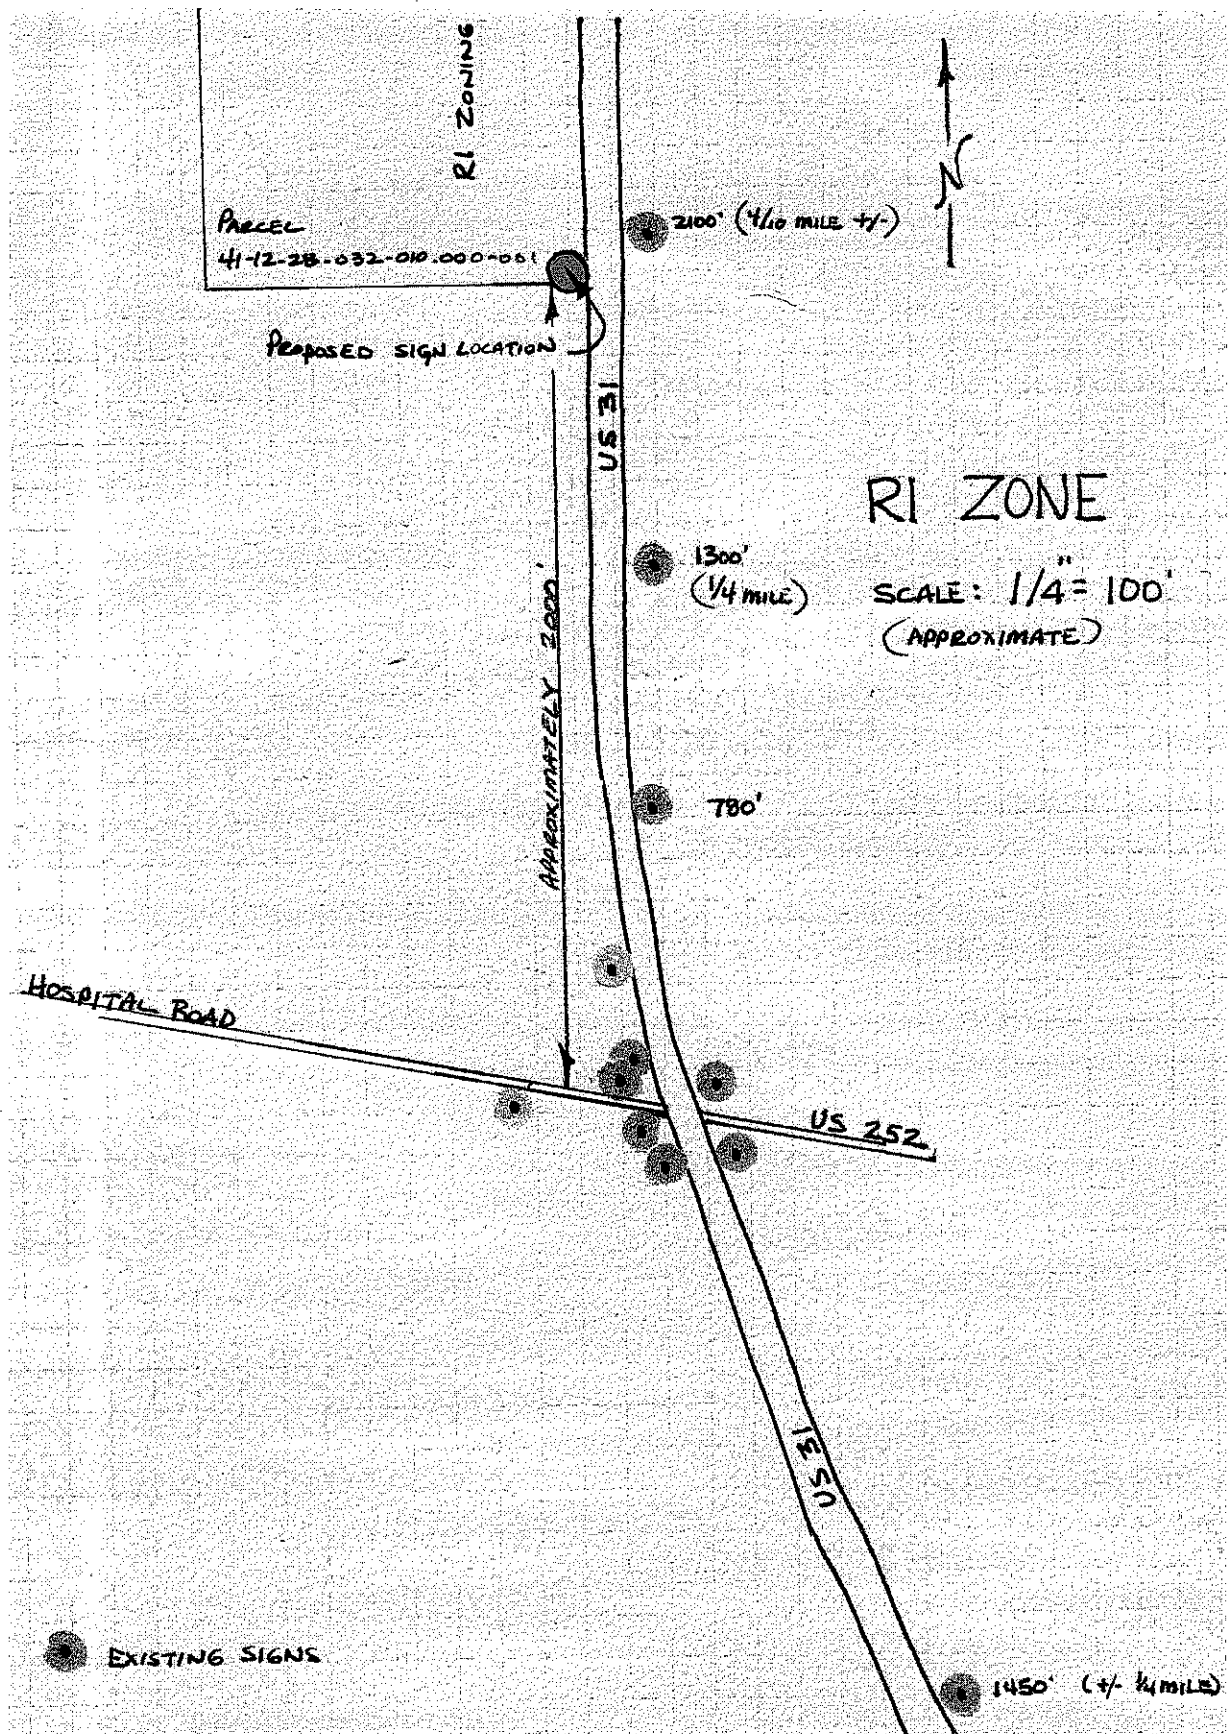 RI ZONING
N
2100' (4/10 MILE +/-)
PARCEL
41-12-28-032-010.000-001
PROPOSED SIGN LOCATION
US 31
RI ZONE
1300'
(1/4 MILE)
SCALE: 1/4" = 100'
(APPROXIMATE)
APPROXIMATELY 2000'
780'
HOSPITAL ROAD
US 252
US 31
EXISTING SIGNS
1450' (+/- 1/4 MILE)